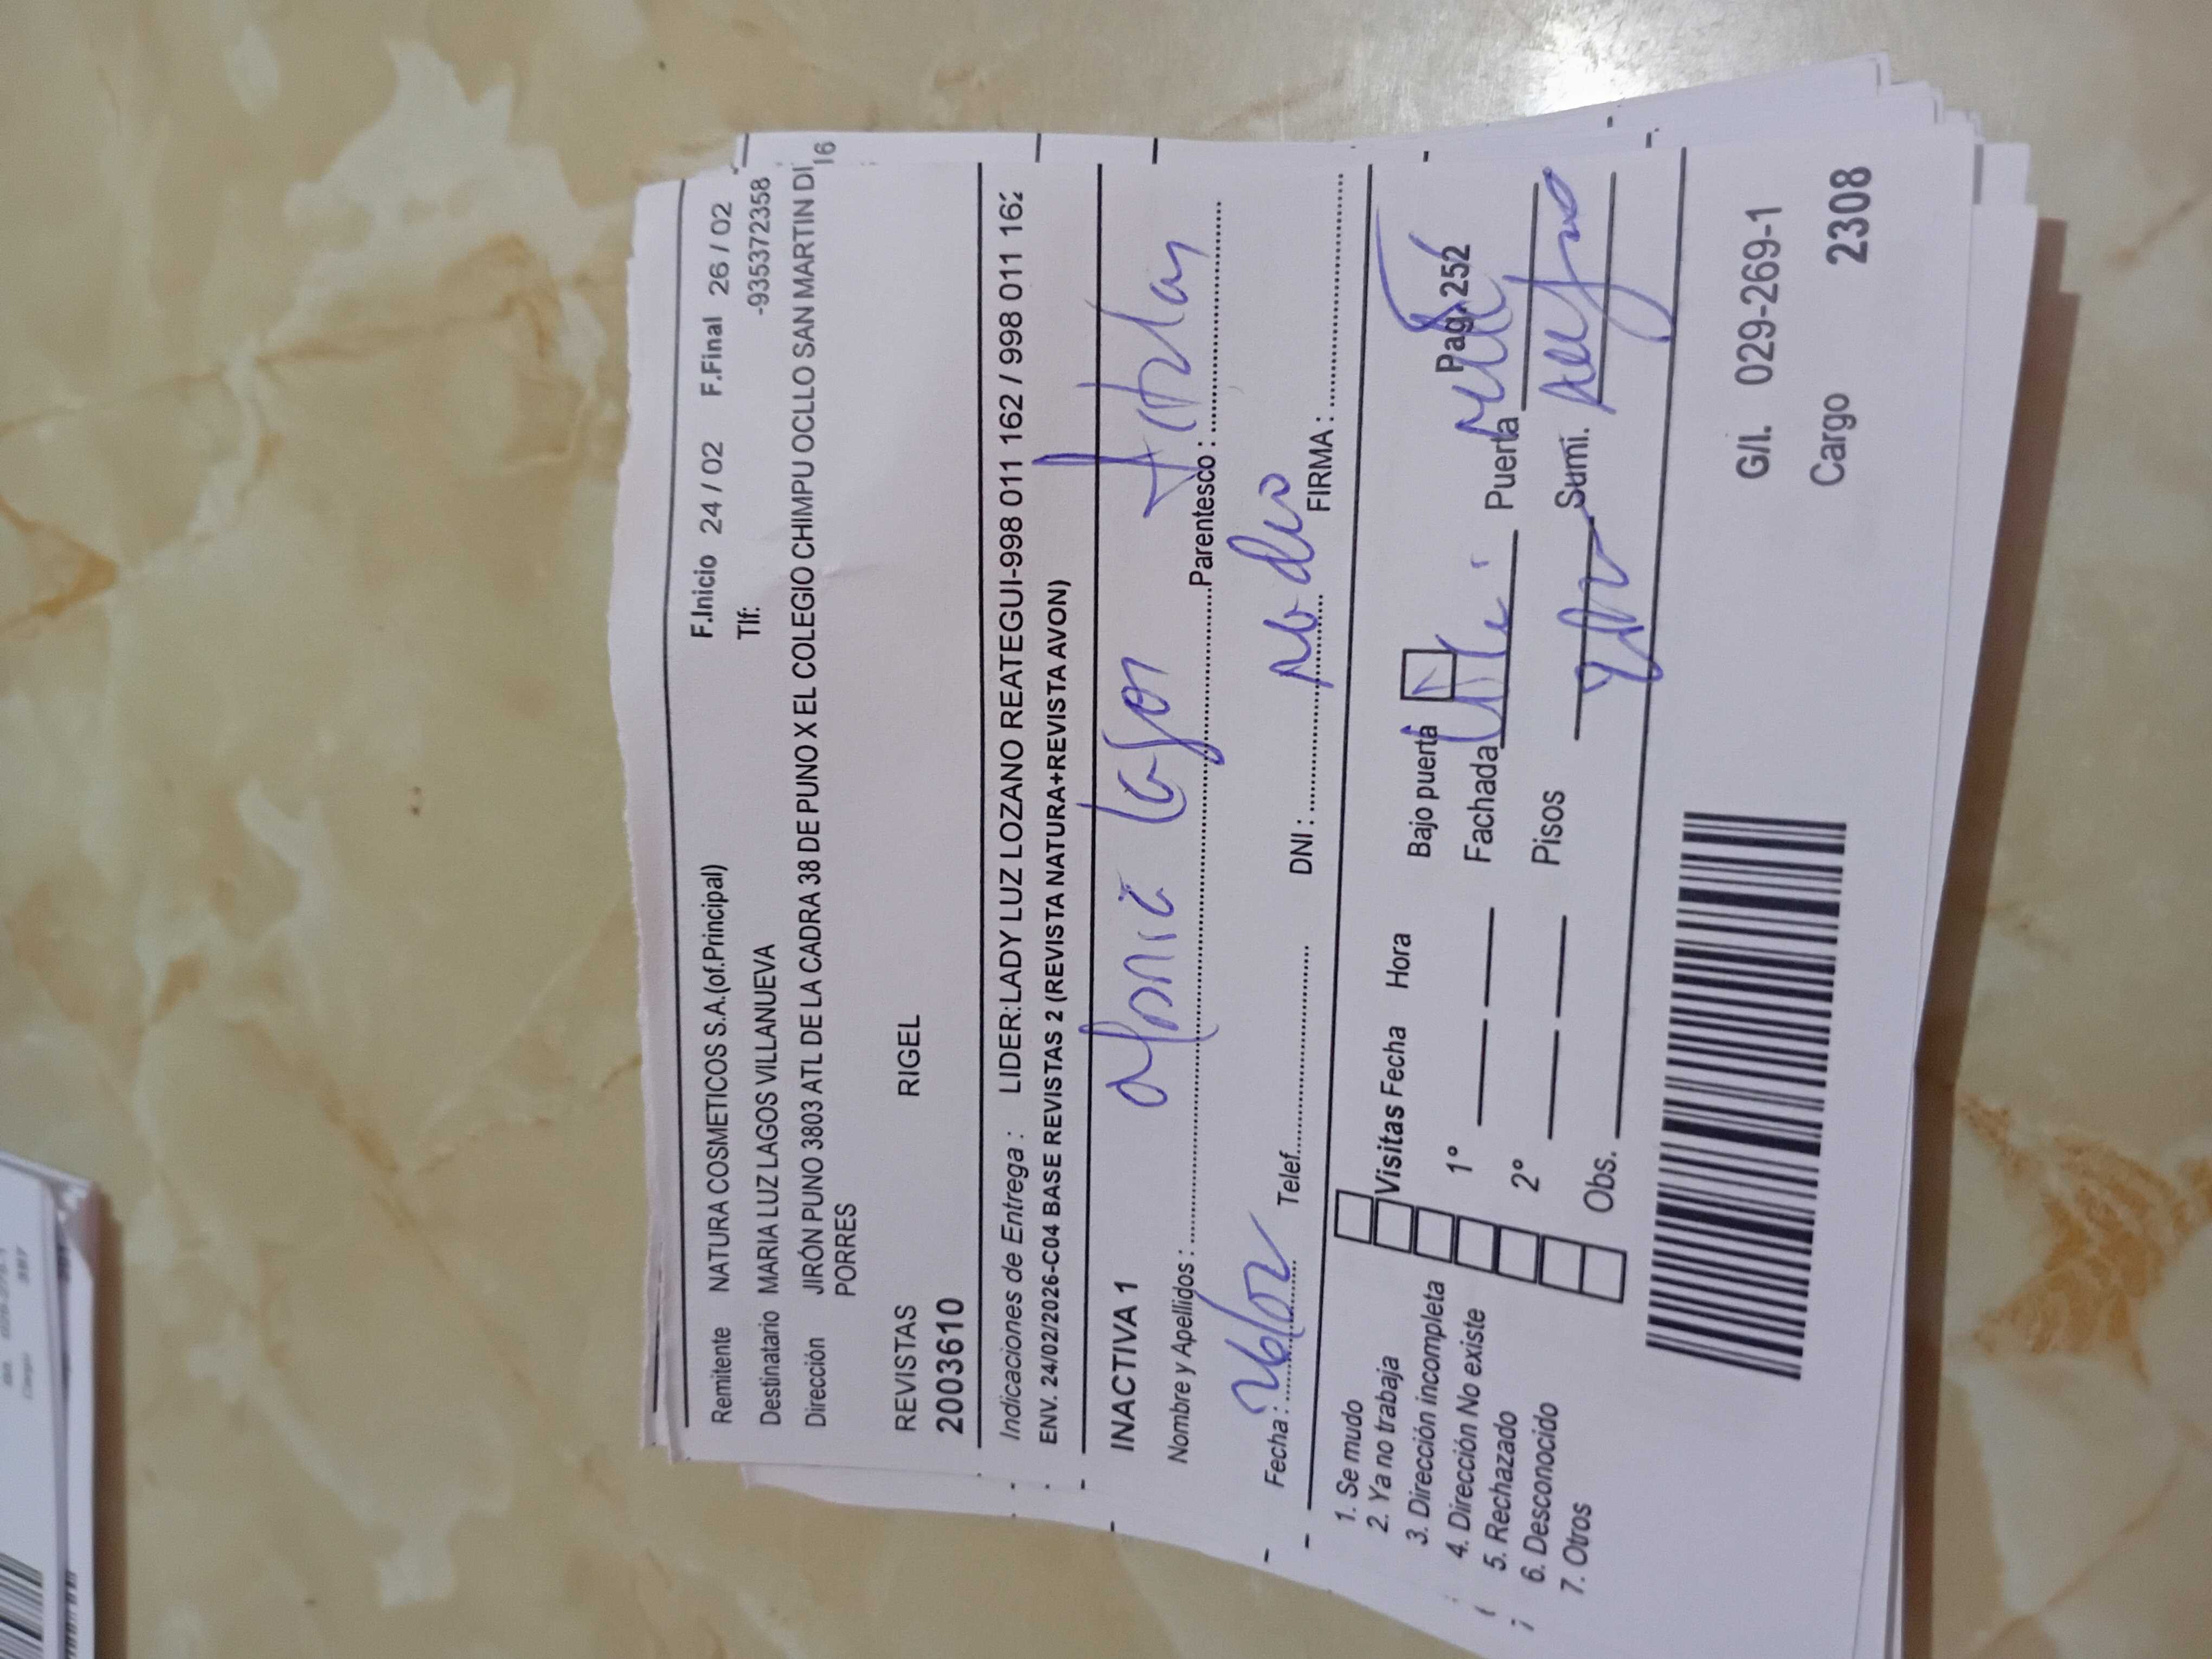 F.Inicio 24 / 02 F.Final 26 / 02
Remitente NATURA COSMETICOS S.A.(of.Principal)
Tlf: -935372358
Destinatario MARIA LUZ LAGOS VILLANUEVA
Dirección JIRÓN PUNO 3803 ATL DE LA CADRA 38 DE PUNO X EL COLEGIO CHIMPU OCLLO SAN MARTIN DE
PORRES
16
REVISTAS RIGEL
2003610
Indicaciones de Entrega : LIDER:LADY LUZ LOZANO REATEGUI-998 011 162 / 998 011 162
ENV. 24/02/2026-C04 BASE REVISTAS 2 (REVISTA NATURA+REVISTA AVON)
INACTIVA 1
Nombre y Apellidos : Lagos Parentesco :
Fecha : 26/02 Telef. DNI : No dio FIRMA :
1. Se mudo
2. Ya no trabaja
3. Dirección incompleta
4. Dirección No existe
5. Rechazado
6. Desconocido
7. Otros
Visitas Fecha Hora Bajo puerta Pag. 252
1° Fachada Puerta
2° Pisos Sumi.
Obs.
G/I. 029-269-1
Cargo 2308